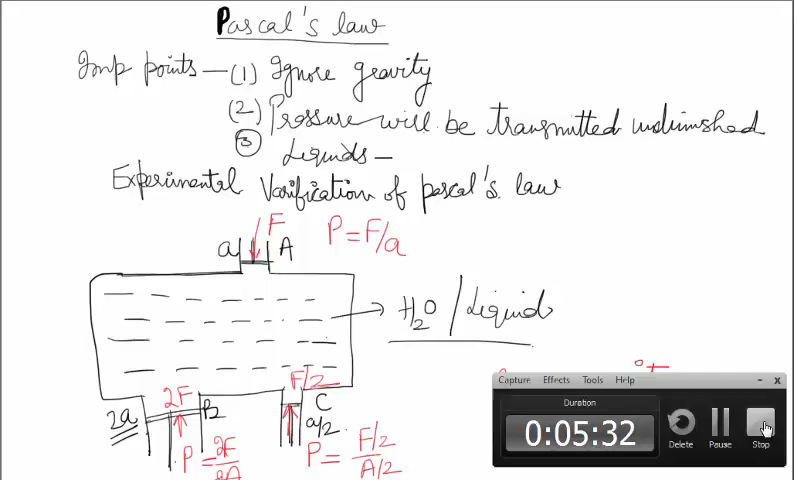 Pascal's law
Imp points — (1) Ignore gravity
(2) Pressure will be transmitted undiminshed
(3) Liquids —
Experimental Varification of pascal's law
F
a A P = F/a
H2O / Liquid
F/2
2F
2a B C
a/2
P = 2F/2A P = F/2 / A/2
Capture Effects Tools Help
Duration
0:05:32
Delete Pause Stop